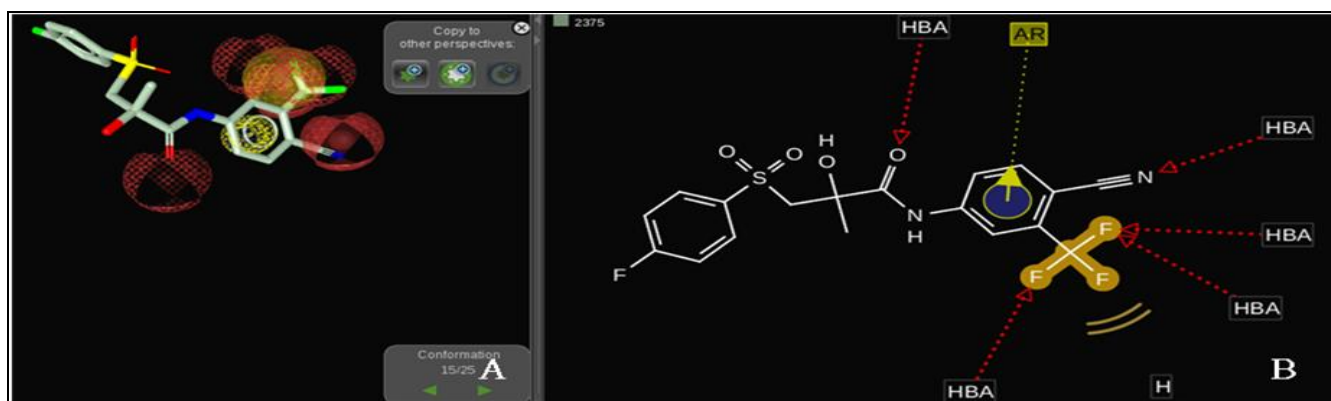 Copy to
other perspectives:
Conformation
15/25
A
2375
HBA
AR
HBA
O
O
H
O
O
S
N
H
N
F
F
F
F
HBA
HBA
HBA
H
B